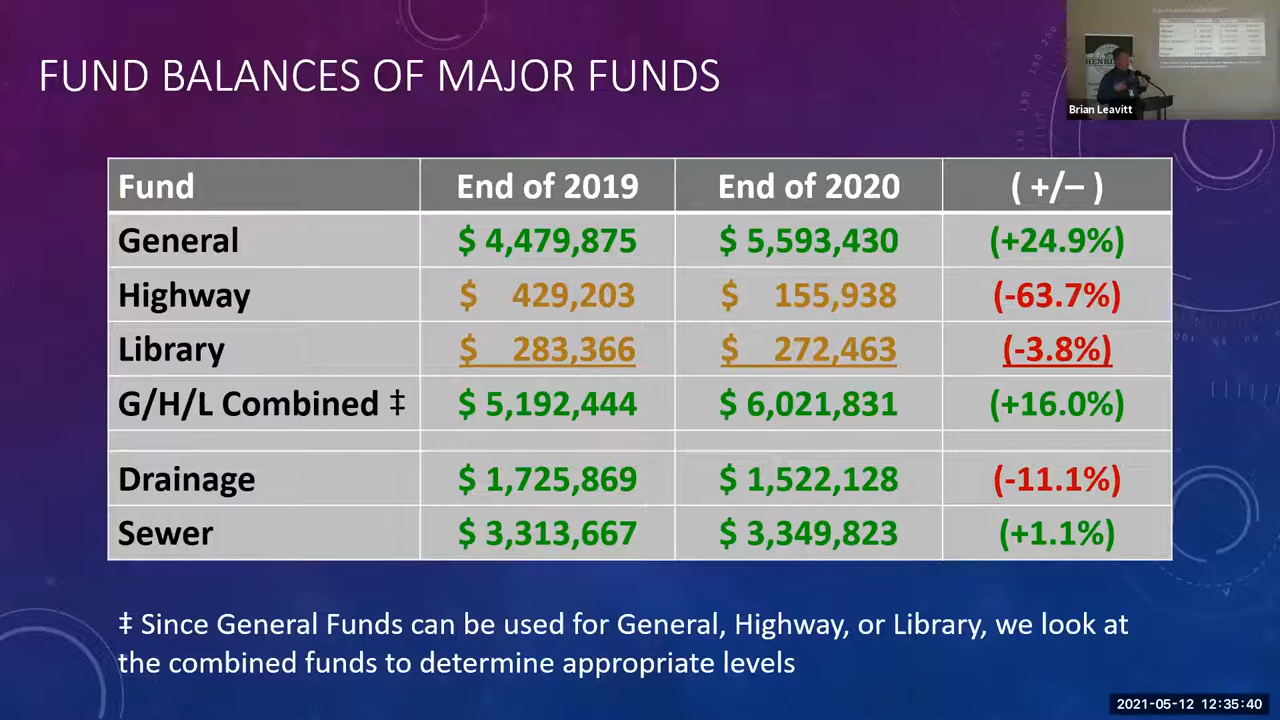 FUND BALANCES OF MAJOR FUNDS
Brian Leavitt
Fund End of 2019 End of 2020 ( +/– )
General $ 4,479,875 $ 5,593,430 (+24.9%)
Highway $ 429,203 $ 155,938 (-63.7%)
Library $ 283,366 $ 272,463 (-3.8%)
G/H/L Combined ‡ $ 5,192,444 $ 6,021,831 (+16.0%)
Drainage $ 1,725,869 $ 1,522,128 (-11.1%)
Sewer $ 3,313,667 $ 3,349,823 (+1.1%)
‡ Since General Funds can be used for General, Highway, or Library, we look at
the combined funds to determine appropriate levels
2021-05-12 12:35:40